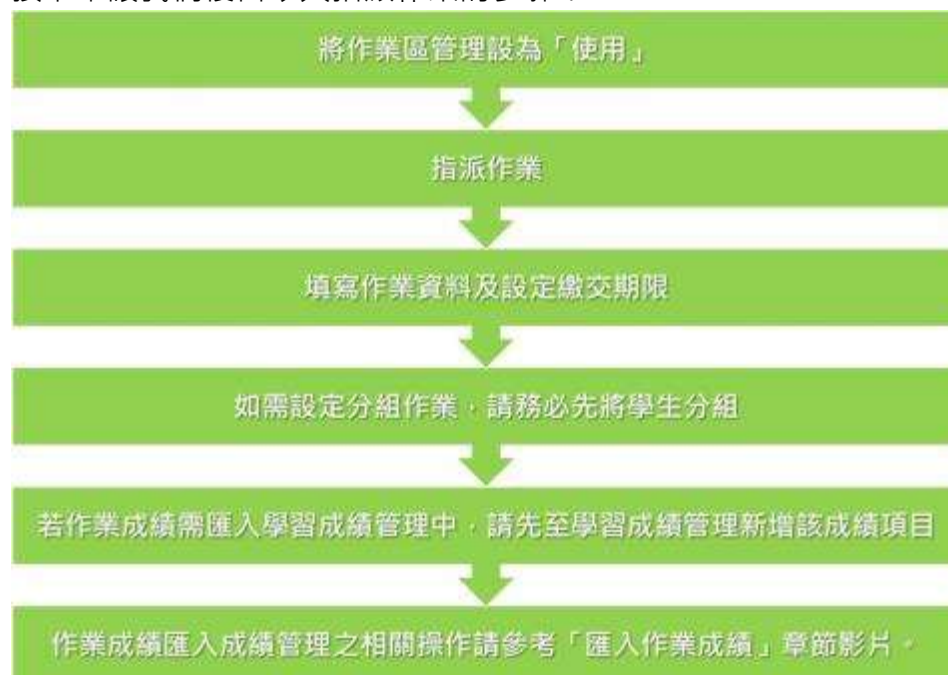 將作業區管理設為「使用」
指派作業
填寫作業資料及設定繳交期限
如需設定分組作業，請務必先將學生分組
若作業成績需匯入學習成績管理中，請先至學習成績管理新增該成績項目
作業成績匯入成績管理之相關操作請參考「匯入作業成績」章節影片。